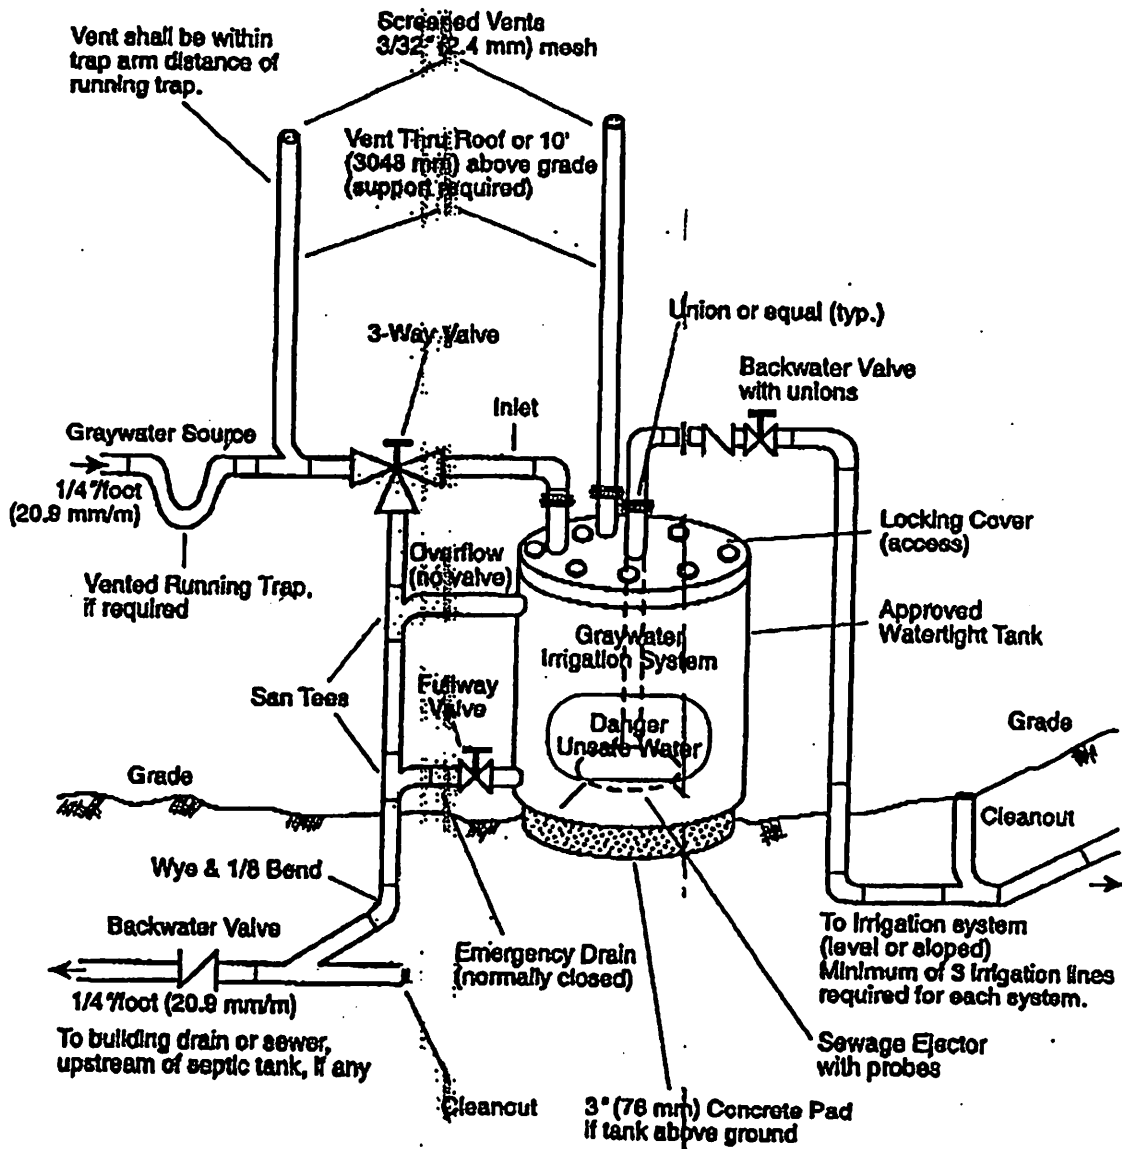 Vent shall be within
trap arm distance of
running trap.
Screened Vents
3/32" (2.4 mm) mesh
Vent Thru Roof or 10'
(3048 mm) above grade
(support required)
Union or equal (typ.)
3-Way Valve
Backwater Valve
with unions
Inlet
Graywater Source
1/4"/foot
(20.9 mm/m)
Locking Cover
(access)
Overflow
(no valve)
Vented Running Trap,
if required
Approved
Watertight Tank
Graywater
Irrigation System
San Tees
Fullway
Valve
Danger
Unsafe Water
Grade
Grade
Cleanout
Wye & 1/8 Bend
Backwater Valve
1/4"/foot (20.9 mm/m)
To building drain or sewer,
upstream of septic tank, if any
Emergency Drain
(normally closed)
To Irrigation system
(level or sloped)
Minimum of 3 irrigation lines
required for each system.
Sewage Ejector
with probes
Cleanout
3" (76 mm) Concrete Pad
if tank above ground